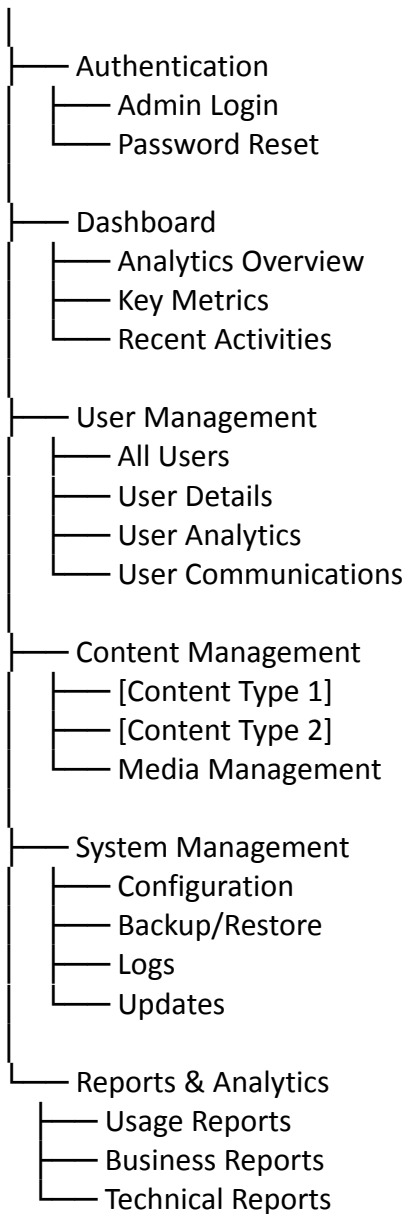 Authentication
Admin Login
Password Reset
Dashboard
Analytics Overview
Key Metrics
Recent Activities
User Management
All Users
User Details
User Analytics
User Communications
Content Management
[Content Type 1]
[Content Type 2]
Media Management
System Management
Configuration
Backup/Restore
Logs
Updates
Reports & Analytics
Usage Reports
Business Reports
Technical Reports